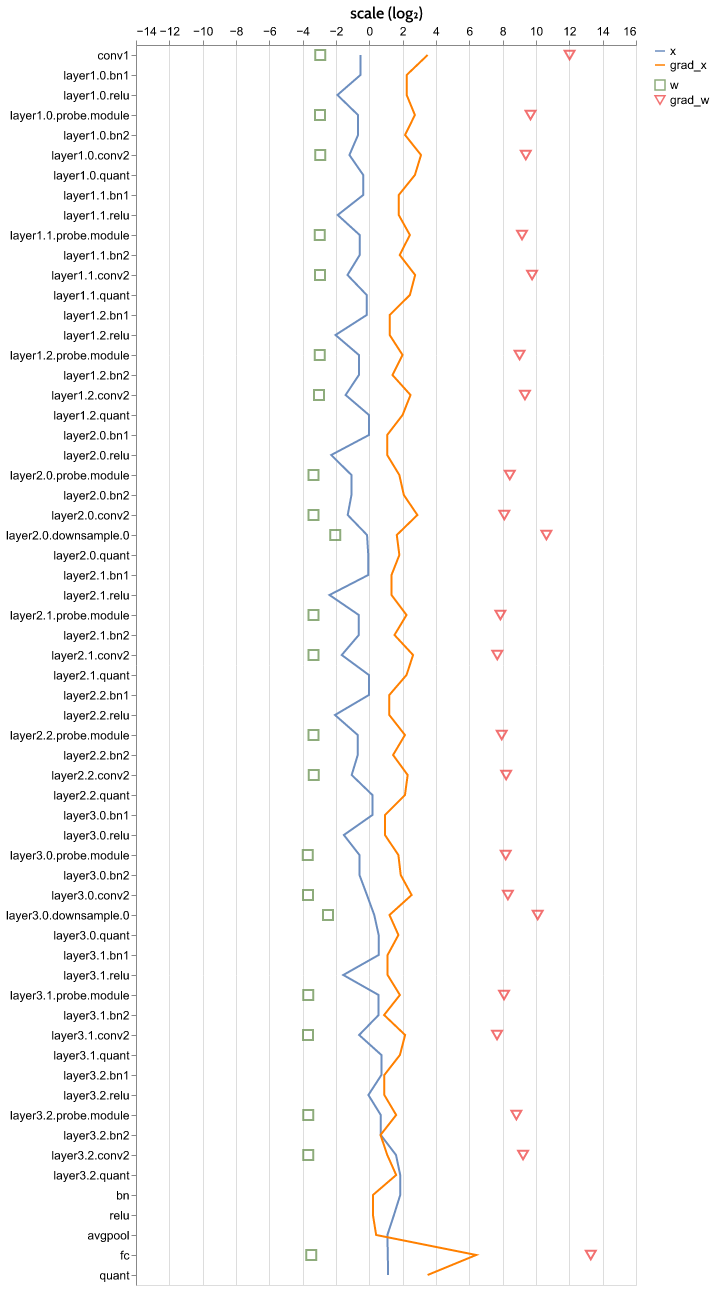 scale (log₂)
−14 −12 −10 −8 −6 −4 −2 0 2 4 6 8 10 12 14 16
x
grad_x
w
grad_w
conv1
layer1.0.bn1
layer1.0.relu
layer1.0.probe.module
layer1.0.bn2
layer1.0.conv2
layer1.0.quant
layer1.1.bn1
layer1.1.relu
layer1.1.probe.module
layer1.1.bn2
layer1.1.conv2
layer1.1.quant
layer1.2.bn1
layer1.2.relu
layer1.2.probe.module
layer1.2.bn2
layer1.2.conv2
layer1.2.quant
layer2.0.bn1
layer2.0.relu
layer2.0.probe.module
layer2.0.bn2
layer2.0.conv2
layer2.0.downsample.0
layer2.0.quant
layer2.1.bn1
layer2.1.relu
layer2.1.probe.module
layer2.1.bn2
layer2.1.conv2
layer2.1.quant
layer2.2.bn1
layer2.2.relu
layer2.2.probe.module
layer2.2.bn2
layer2.2.conv2
layer2.2.quant
layer3.0.bn1
layer3.0.relu
layer3.0.probe.module
layer3.0.bn2
layer3.0.conv2
layer3.0.downsample.0
layer3.0.quant
layer3.1.bn1
layer3.1.relu
layer3.1.probe.module
layer3.1.bn2
layer3.1.conv2
layer3.1.quant
layer3.2.bn1
layer3.2.relu
layer3.2.probe.module
layer3.2.bn2
layer3.2.conv2
layer3.2.quant
bn
relu
avgpool
fc
quant